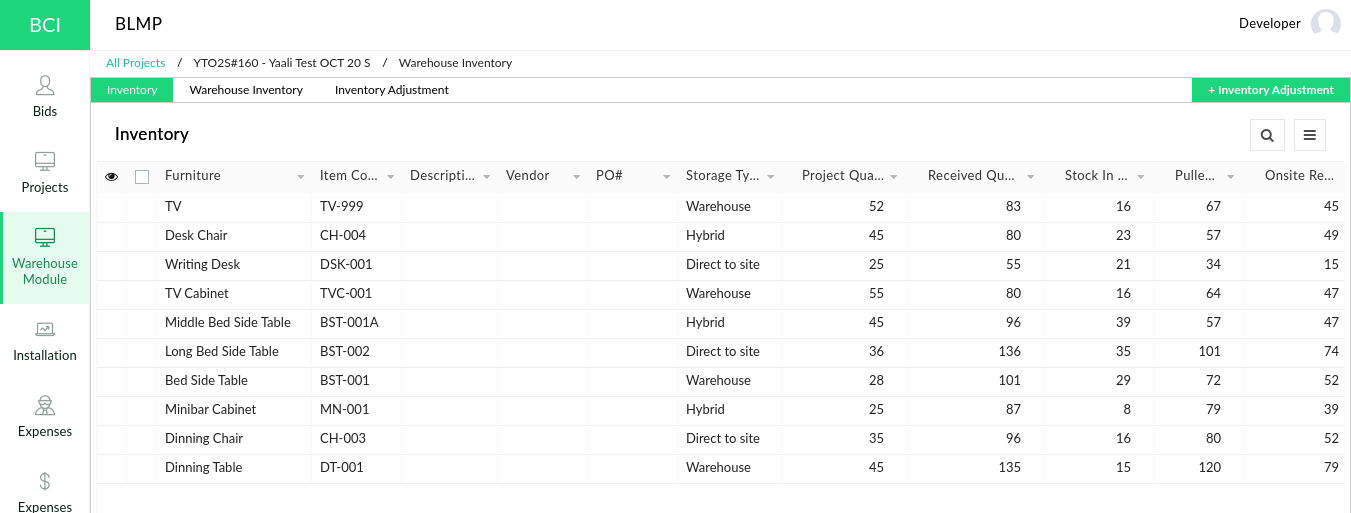 BCI
BLMP
Developer
All Projects / YTO2S#160 - Yaali Test OCT 20 S / Warehouse Inventory
Inventory Warehouse Inventory Inventory Adjustment + Inventory Adjustment
Bids
Projects
Warehouse
Module
Installation
Expenses
Expenses
Inventory
Furniture Item Co... Descripti... Vendor PO# Storage Ty... Project Qua... Received Qu... Stock In ... Pulle... Onsite Re...
TV TV-999 Warehouse 52 83 16 67 45
Desk Chair CH-004 Hybrid 45 80 23 57 49
Writing Desk DSK-001 Direct to site 25 55 21 34 15
TV Cabinet TVC-001 Warehouse 55 80 16 64 47
Middle Bed Side Table BST-001A Hybrid 45 96 39 57 47
Long Bed Side Table BST-002 Direct to site 36 136 35 101 74
Bed Side Table BST-001 Warehouse 28 101 29 72 52
Minibar Cabinet MN-001 Hybrid 25 87 8 79 39
Dinning Chair CH-003 Direct to site 35 96 16 80 52
Dinning Table DT-001 Warehouse 45 135 15 120 79